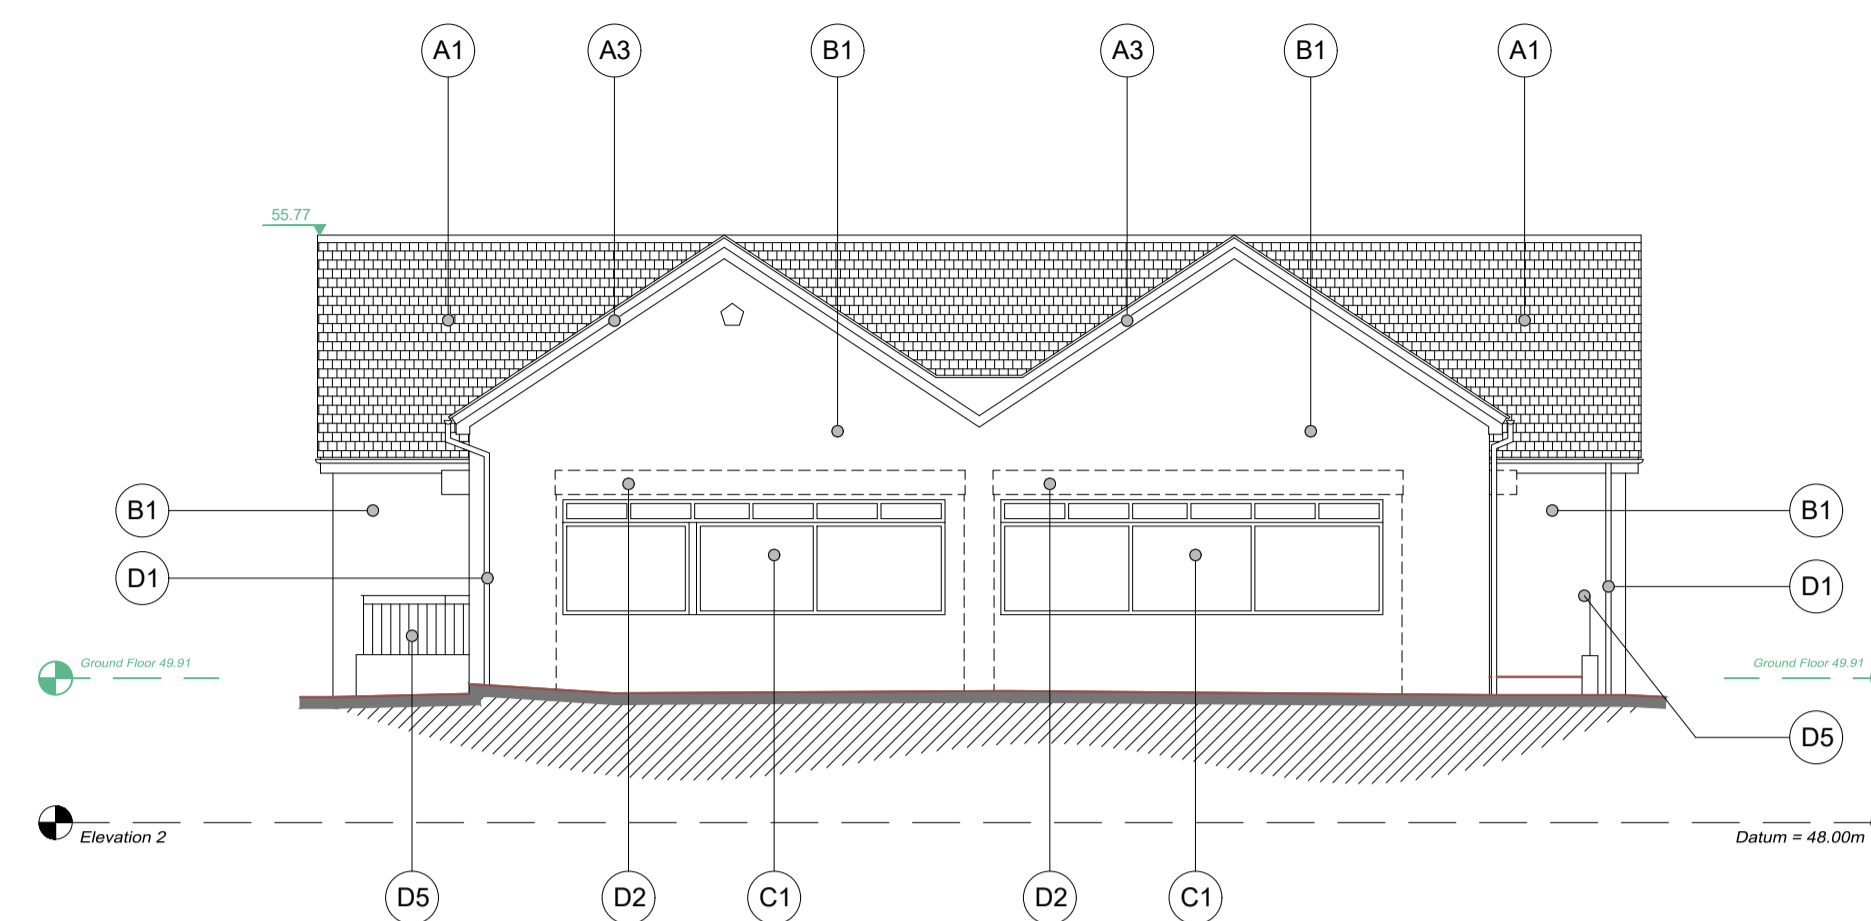 A1 A3 B1 A3 B1 A1
55.77
B1 B1
D1 D1
Ground Floor 49.91 Ground Floor 49.91
D5
Elevation 2 Datum = 48.00m
D5 D2 C1 D2 C1